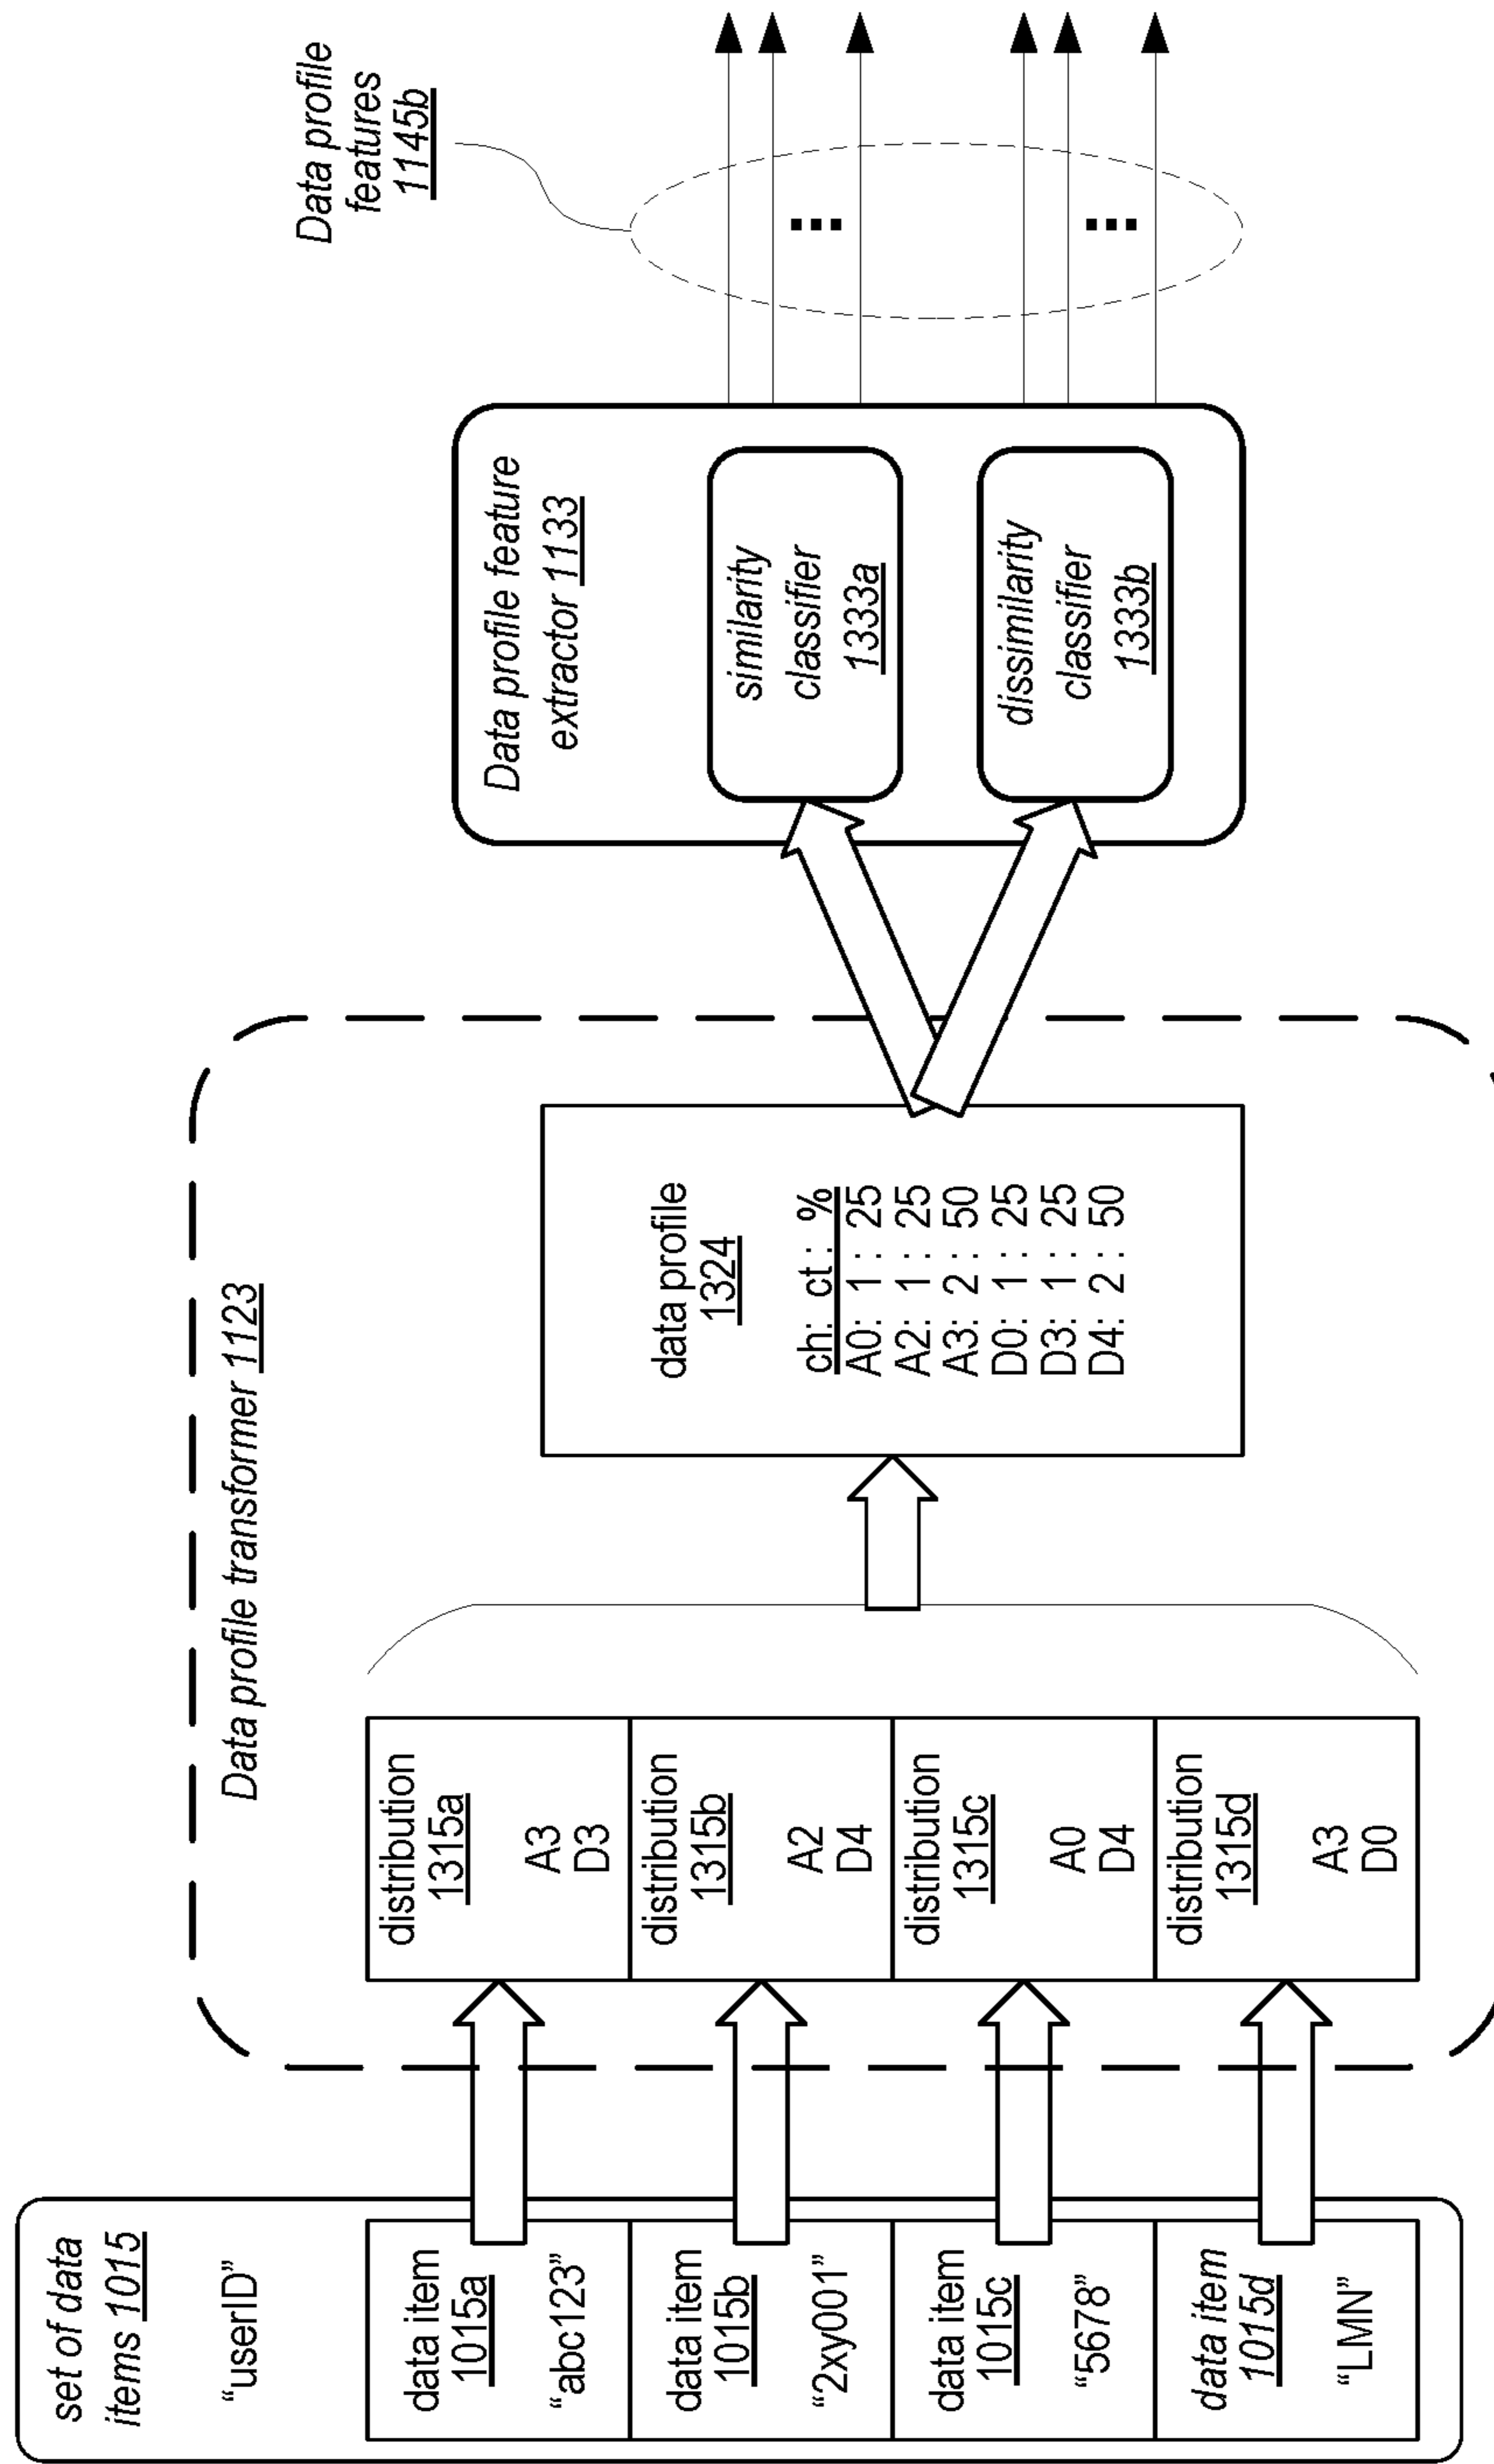 set of data
items 1015
"userID"
data item
1015a
"abc123"
data item
1015b
"2xy001"
data item
1015c
"5678"
data item
1015d
"LMN"
Data profile transformer 1123
distribution
1315a
A3
D3
distribution
1315b
A2
D4
distribution
1315c
A0
D4
distribution
1315d
A3
D0
data profile
1324
ch: ct : %
A0: 1 : 25
A2: 1 : 25
A3: 2 : 50
D0: 1 : 25
D3: 1 : 25
D4: 2 : 50
Data profile feature
extractor 1133
similarity
classifier
1333a
dissimilarity
classifier
1333b
Data profile
features
1145b